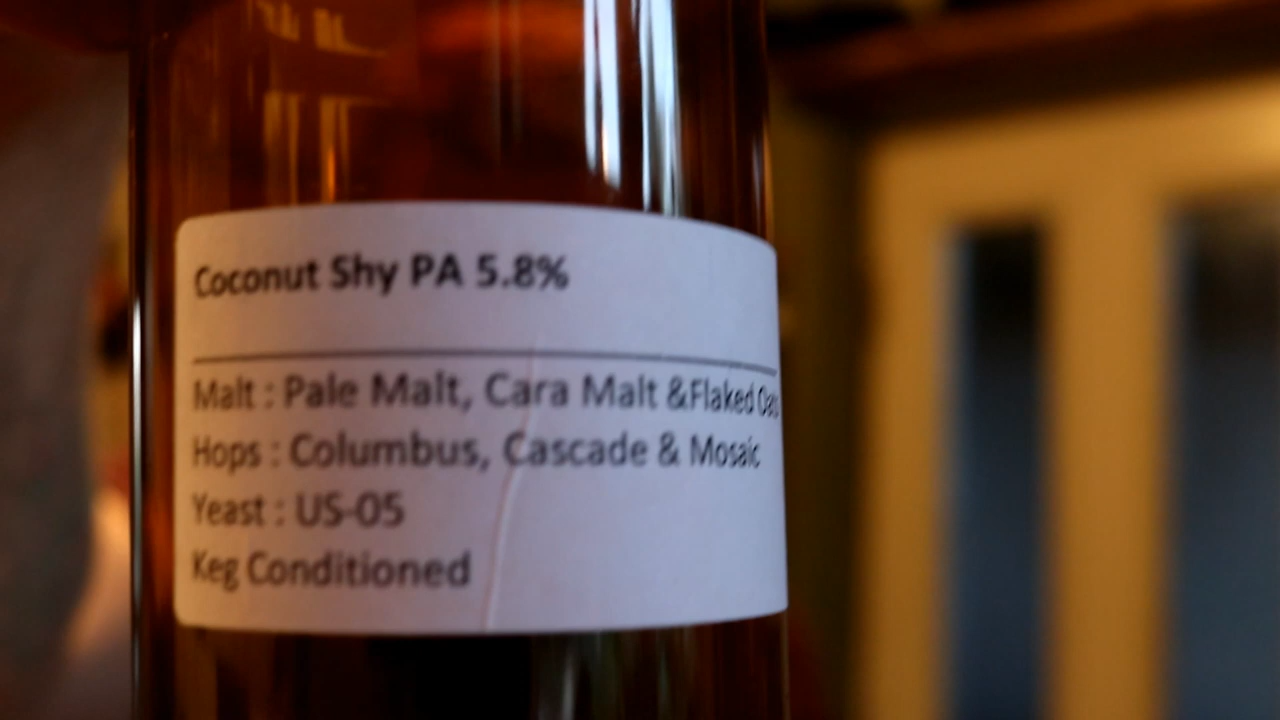 Coconut Shy PA 5.8%
Malt : Pale Malt, Cara Malt &Flaked Oats
Hops : Columbus, Cascade & Mosaic
Yeast : US-05
Keg Conditioned